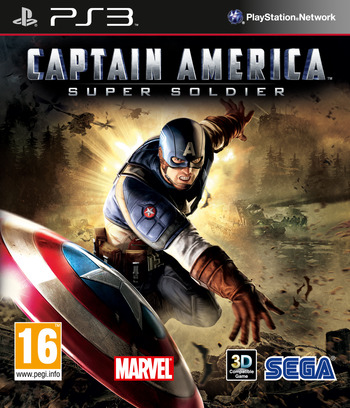 PS3
PlayStation®Network
CAPTAIN AMERICA
SUPER SOLDIER
A
16
www.pegi.info
MARVEL
3D
Compatible
Game
SEGA